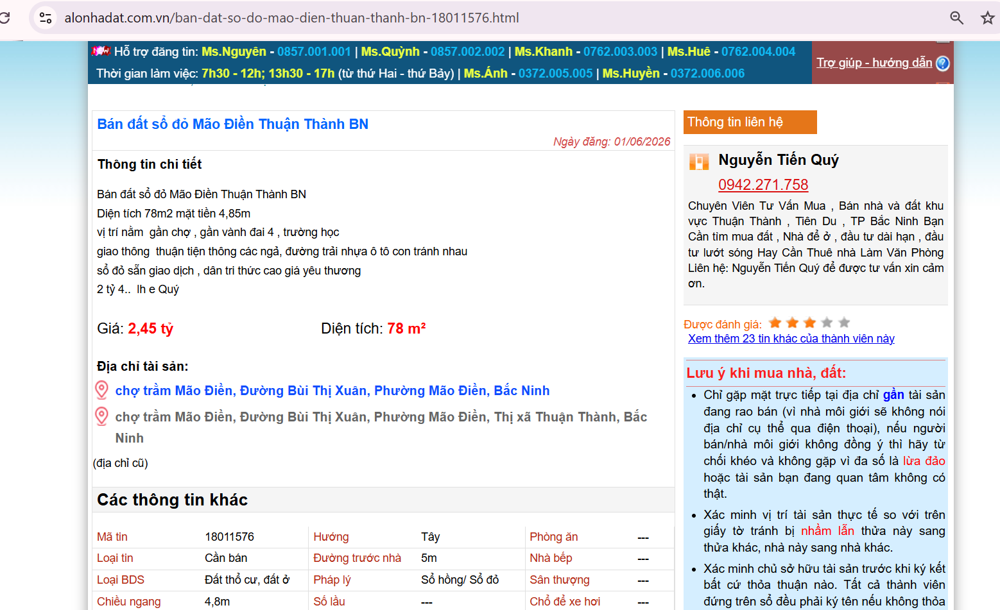 alonhadat.com.vn/ban-dat-so-do-mao-dien-thuan-thanh-bn-18011576.html
Hỗ trợ đăng tin: Ms.Nguyên - 0857.001.001 | Ms.Quỳnh - 0857.002.002 | Ms.Khanh - 0762.003.003 | Ms.Huê - 0762.004.004
Thời gian làm việc: 7h30 - 12h; 13h30 - 17h (từ thứ Hai - thứ Bảy) | Ms.Ánh - 0372.005.005 | Ms.Huyền - 0372.006.006
Trợ giúp - hướng dẫn
Bán đất sổ đỏ Mão Điền Thuận Thành BN
Ngày đăng: 01/06/2026
Thông tin chi tiết
Bán đất sổ đỏ Mão Điền Thuận Thành BN
Diện tích 78m2 mặt tiền 4,85m
vị trí nằm gần chợ , gần vành đai 4 , trường học
giao thông thuận tiện thông các ngả, đường trải nhựa ô tô con tránh nhau
sổ đỏ sẵn giao dịch , dân tri thức cao giá yêu thương
2 tỷ 4.. lh e Quý
Giá: 2,45 tỷ
Diện tích: 78 m²
Địa chỉ tài sản:
chợ trằm Mão Điền, Đường Bùi Thị Xuân, Phường Mão Điền, Bắc Ninh
chợ trằm Mão Điền, Đường Bùi Thị Xuân, Phường Mão Điền, Thị xã Thuận Thành, Bắc
Ninh
(địa chỉ cũ)
Các thông tin khác
Mã tin 18011576 Hướng Tây Phòng ăn ---
Loại tin Cần bán Đường trước nhà 5m Nhà bếp ---
Loại BDS Đất thổ cư, đất ở Pháp lý Sổ hồng/ Sổ đỏ Sân thượng ---
Chiều ngang 4,8m Số lầu --- Chỗ để xe hơi ---
Thông tin liên hệ
Nguyễn Tiến Quý
0942.271.758
Chuyên Viên Tư Vấn Mua , Bán nhà và đất khu
vực Thuận Thành , Tiên Du , TP Bắc Ninh Bạn
Cần tìm mua đất , Nhà để ở , đầu tư dài hạn , đầu
tư lướt sóng Hay Cần Thuê nhà Làm Văn Phòng
Liên hệ: Nguyễn Tiến Quý để được tư vấn xin cảm
ơn.
Được đánh giá:
Xem thêm 23 tin khác của thành viên này
Lưu ý khi mua nhà, đất:
• Chỉ gặp mặt trực tiếp tại địa chỉ gần tài sản
đang rao bán (vì nhà môi giới sẽ không nói
địa chỉ cụ thể qua điện thoại), nếu người
bán/nhà môi giới không đồng ý thì hãy từ
chối khéo và không gặp vì đa số là lừa đảo
hoặc tài sản bạn đang quan tâm không có
thật.
• Xác minh vị trí tài sản thực tế so với trên
giấy tờ tránh bị nhầm lẫn thửa này sang
thửa khác, nhà này sang nhà khác.
• Xác minh chủ sở hữu tài sản trước khi ký kết
bất cứ thỏa thuận nào. Tất cả thành viên
đứng trên sổ đều phải ký tên nếu không thỏa